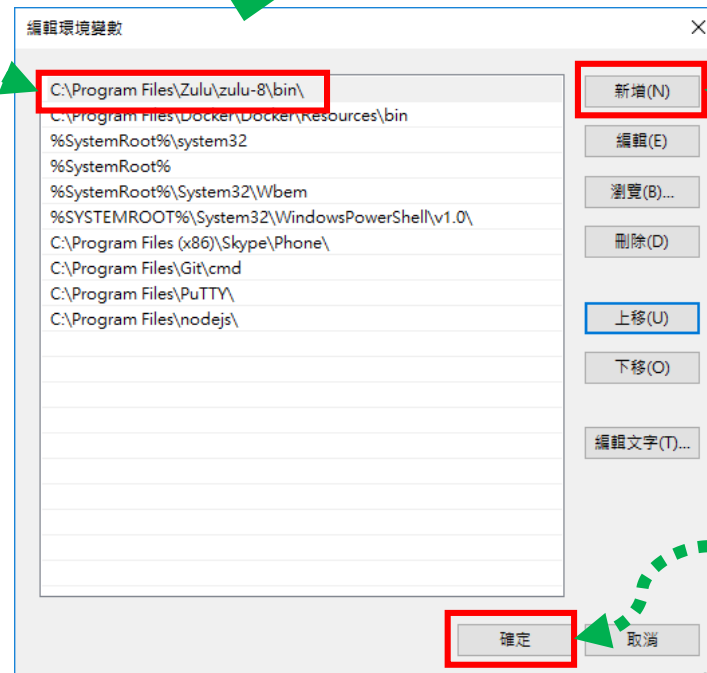 編輯環境變數
C:\Program Files\Zulu\zulu-8\bin\
C:\Program Files\Docker\Docker\Resources\bin
%SystemRoot%\system32
%SystemRoot%
%SystemRoot%\System32\Wbem
%SYSTEMROOT%\System32\WindowsPowerShell\v1.0\
C:\Program Files (x86)\Skype\Phone\
C:\Program Files\Git\cmd
C:\Program Files\PuTTY\
C:\Program Files\nodejs\
新增(N)
編輯(E)
瀏覽(B)...
刪除(D)
上移(U)
下移(O)
編輯文字(T)...
確定
取消